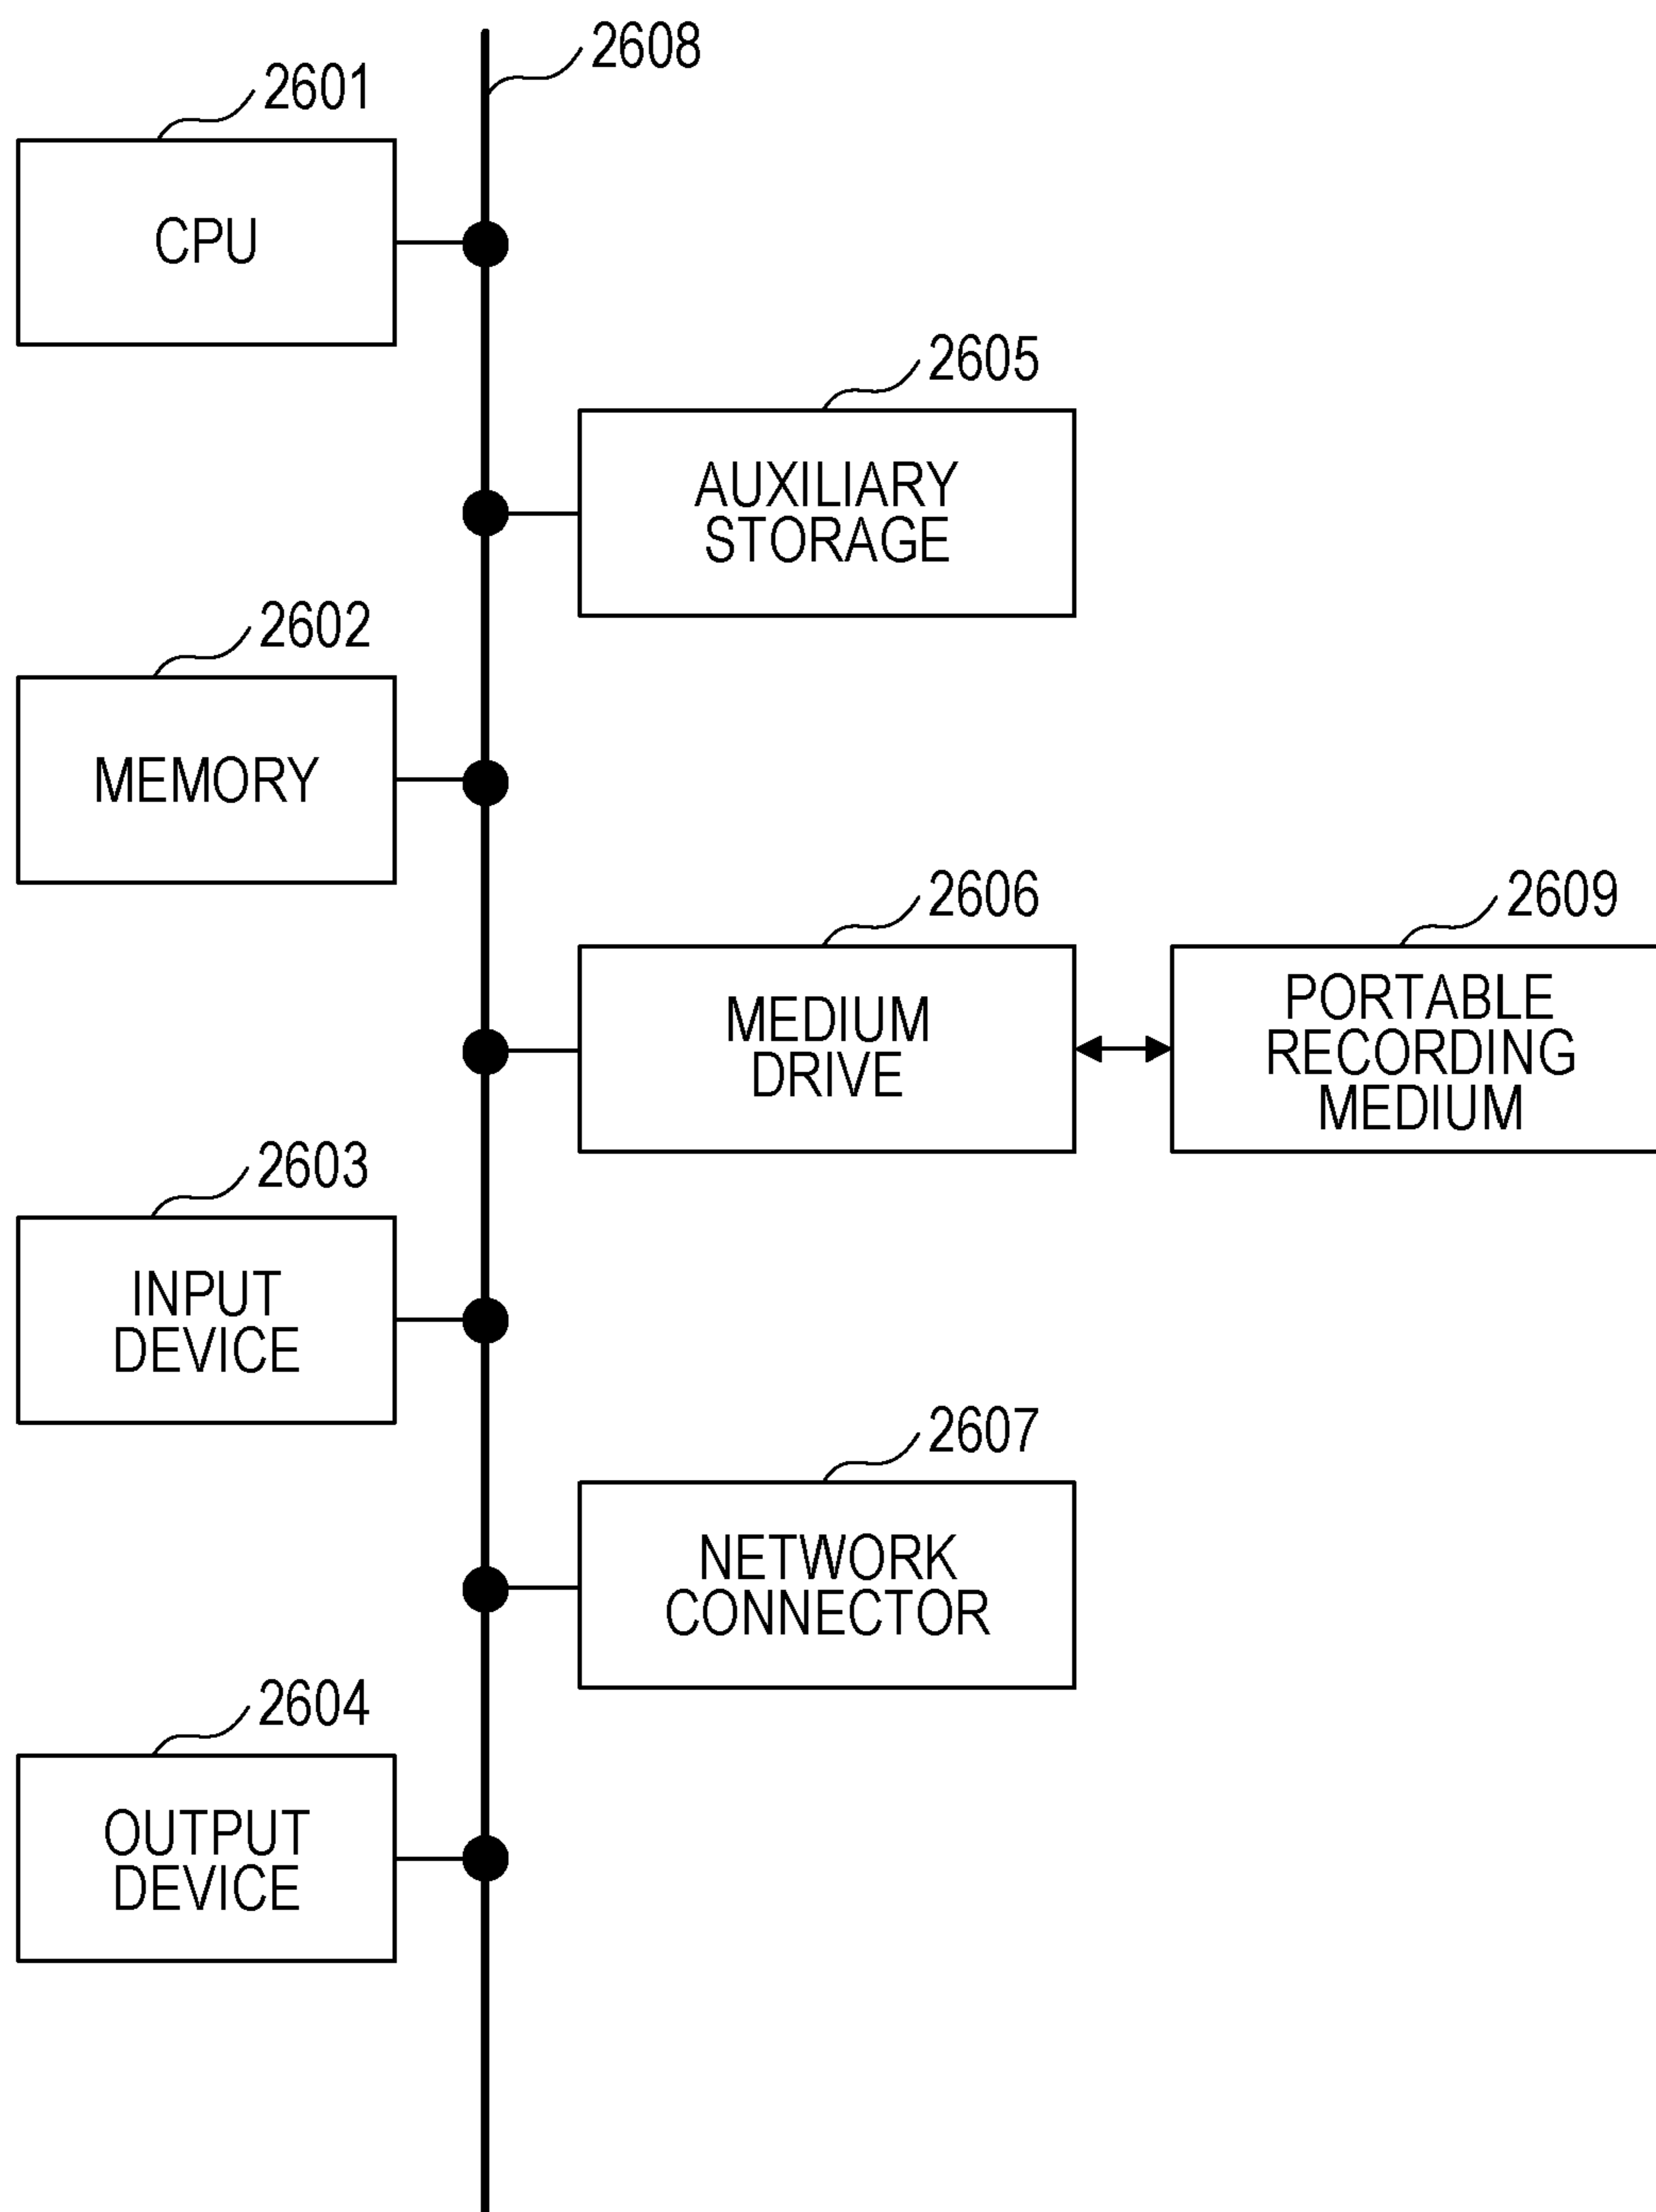 2608
2601
CPU
2605
AUXILIARY
STORAGE
2602
MEMORY
2606
MEDIUM
DRIVE
2609
PORTABLE
RECORDING
MEDIUM
2603
INPUT
DEVICE
2607
NETWORK
CONNECTOR
2604
OUTPUT
DEVICE